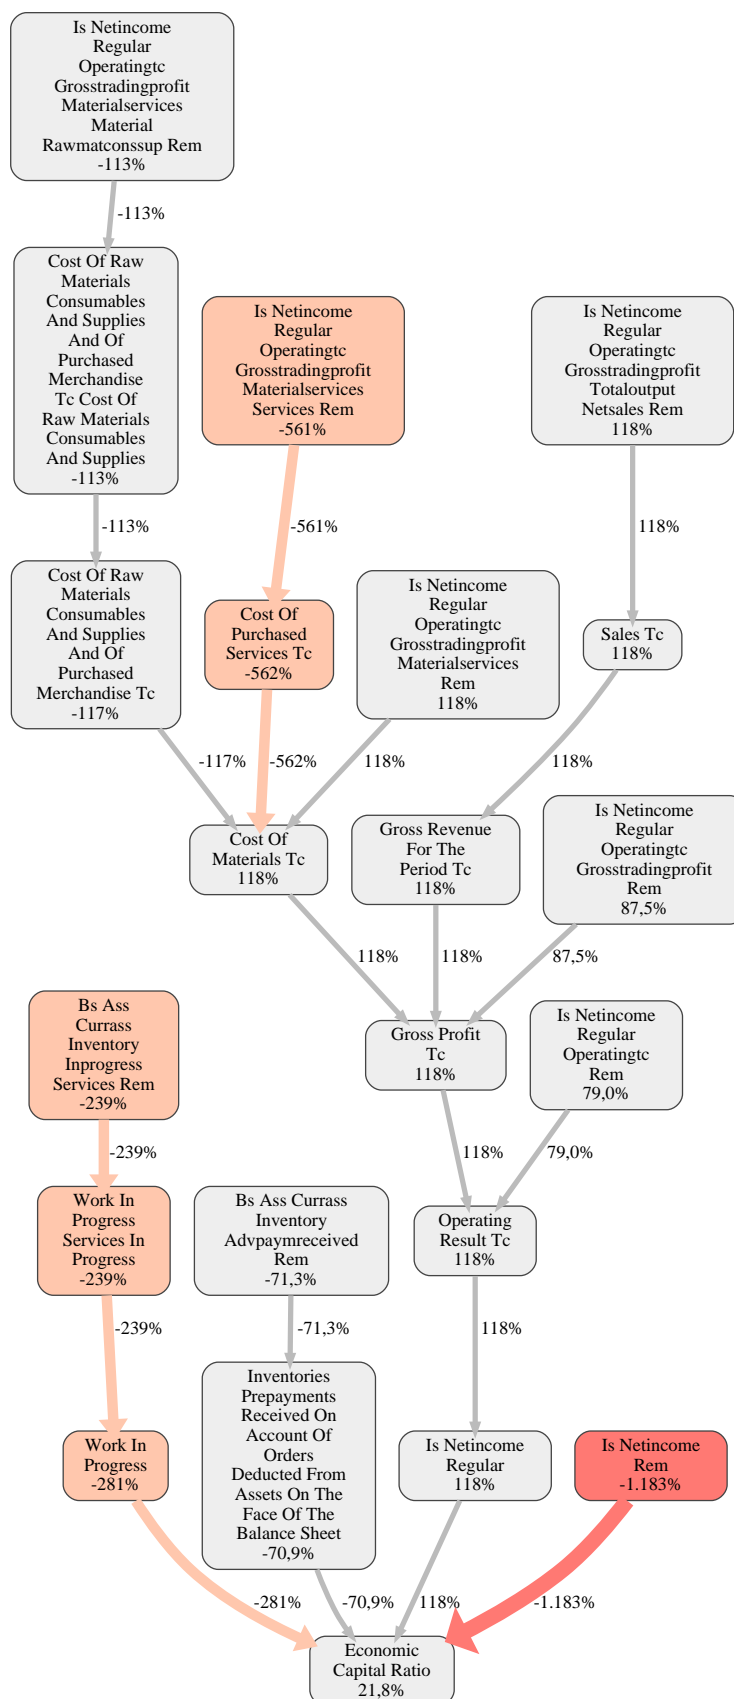 Is Netincome
Regular
Operatingtc
Grosstradingprofit
Materialservices
Material
Rawmatconssup Rem
-113%
-113%
Cost Of Raw
Materials
Consumables
And Supplies
And Of
Purchased
Merchandise
Tc Cost Of
Raw Materials
Consumables
And Supplies
-113%
Is Netincome
Regular
Operatingtc
Grosstradingprofit
Materialservices
Services Rem
-561%
Is Netincome
Regular
Operatingtc
Grosstradingprofit
Totaloutput
Netsales Rem
118%
-113%
-561%
118%
Cost Of Raw
Materials
Consumables
And Supplies
And Of
Purchased
Merchandise Tc
-117%
Cost Of
Purchased
Services Tc
-562%
Is Netincome
Regular
Operatingtc
Grosstradingprofit
Materialservices
Rem
118%
Sales Tc
118%
-117%
-562%
118%
118%
Cost Of
Materials Tc
118%
Gross Revenue
For The
Period Tc
118%
Is Netincome
Regular
Operatingtc
Grosstradingprofit
Rem
87,5%
118%
118%
87,5%
Bs Ass
Currass
Inventory
Inprogress
Services Rem
-239%
Gross Profit
Tc
118%
Is Netincome
Regular
Operatingtc
Rem
79,0%
-239%
118%
79,0%
Work In
Progress
Services In
Progress
-239%
Bs Ass Currass
Inventory
Advpaymreceived
Rem
-71,3%
Operating
Result Tc
118%
-239%
-71,3%
118%
Work In
Progress
-281%
Inventories
Prepayments
Received On
Account Of
Orders
Deducted From
Assets On The
Face Of The
Balance Sheet
-70,9%
Is Netincome
Regular
118%
Is Netincome
Rem
-1.183%
-281%
-70,9%
118%
-1.183%
Economic
Capital Ratio
21,8%